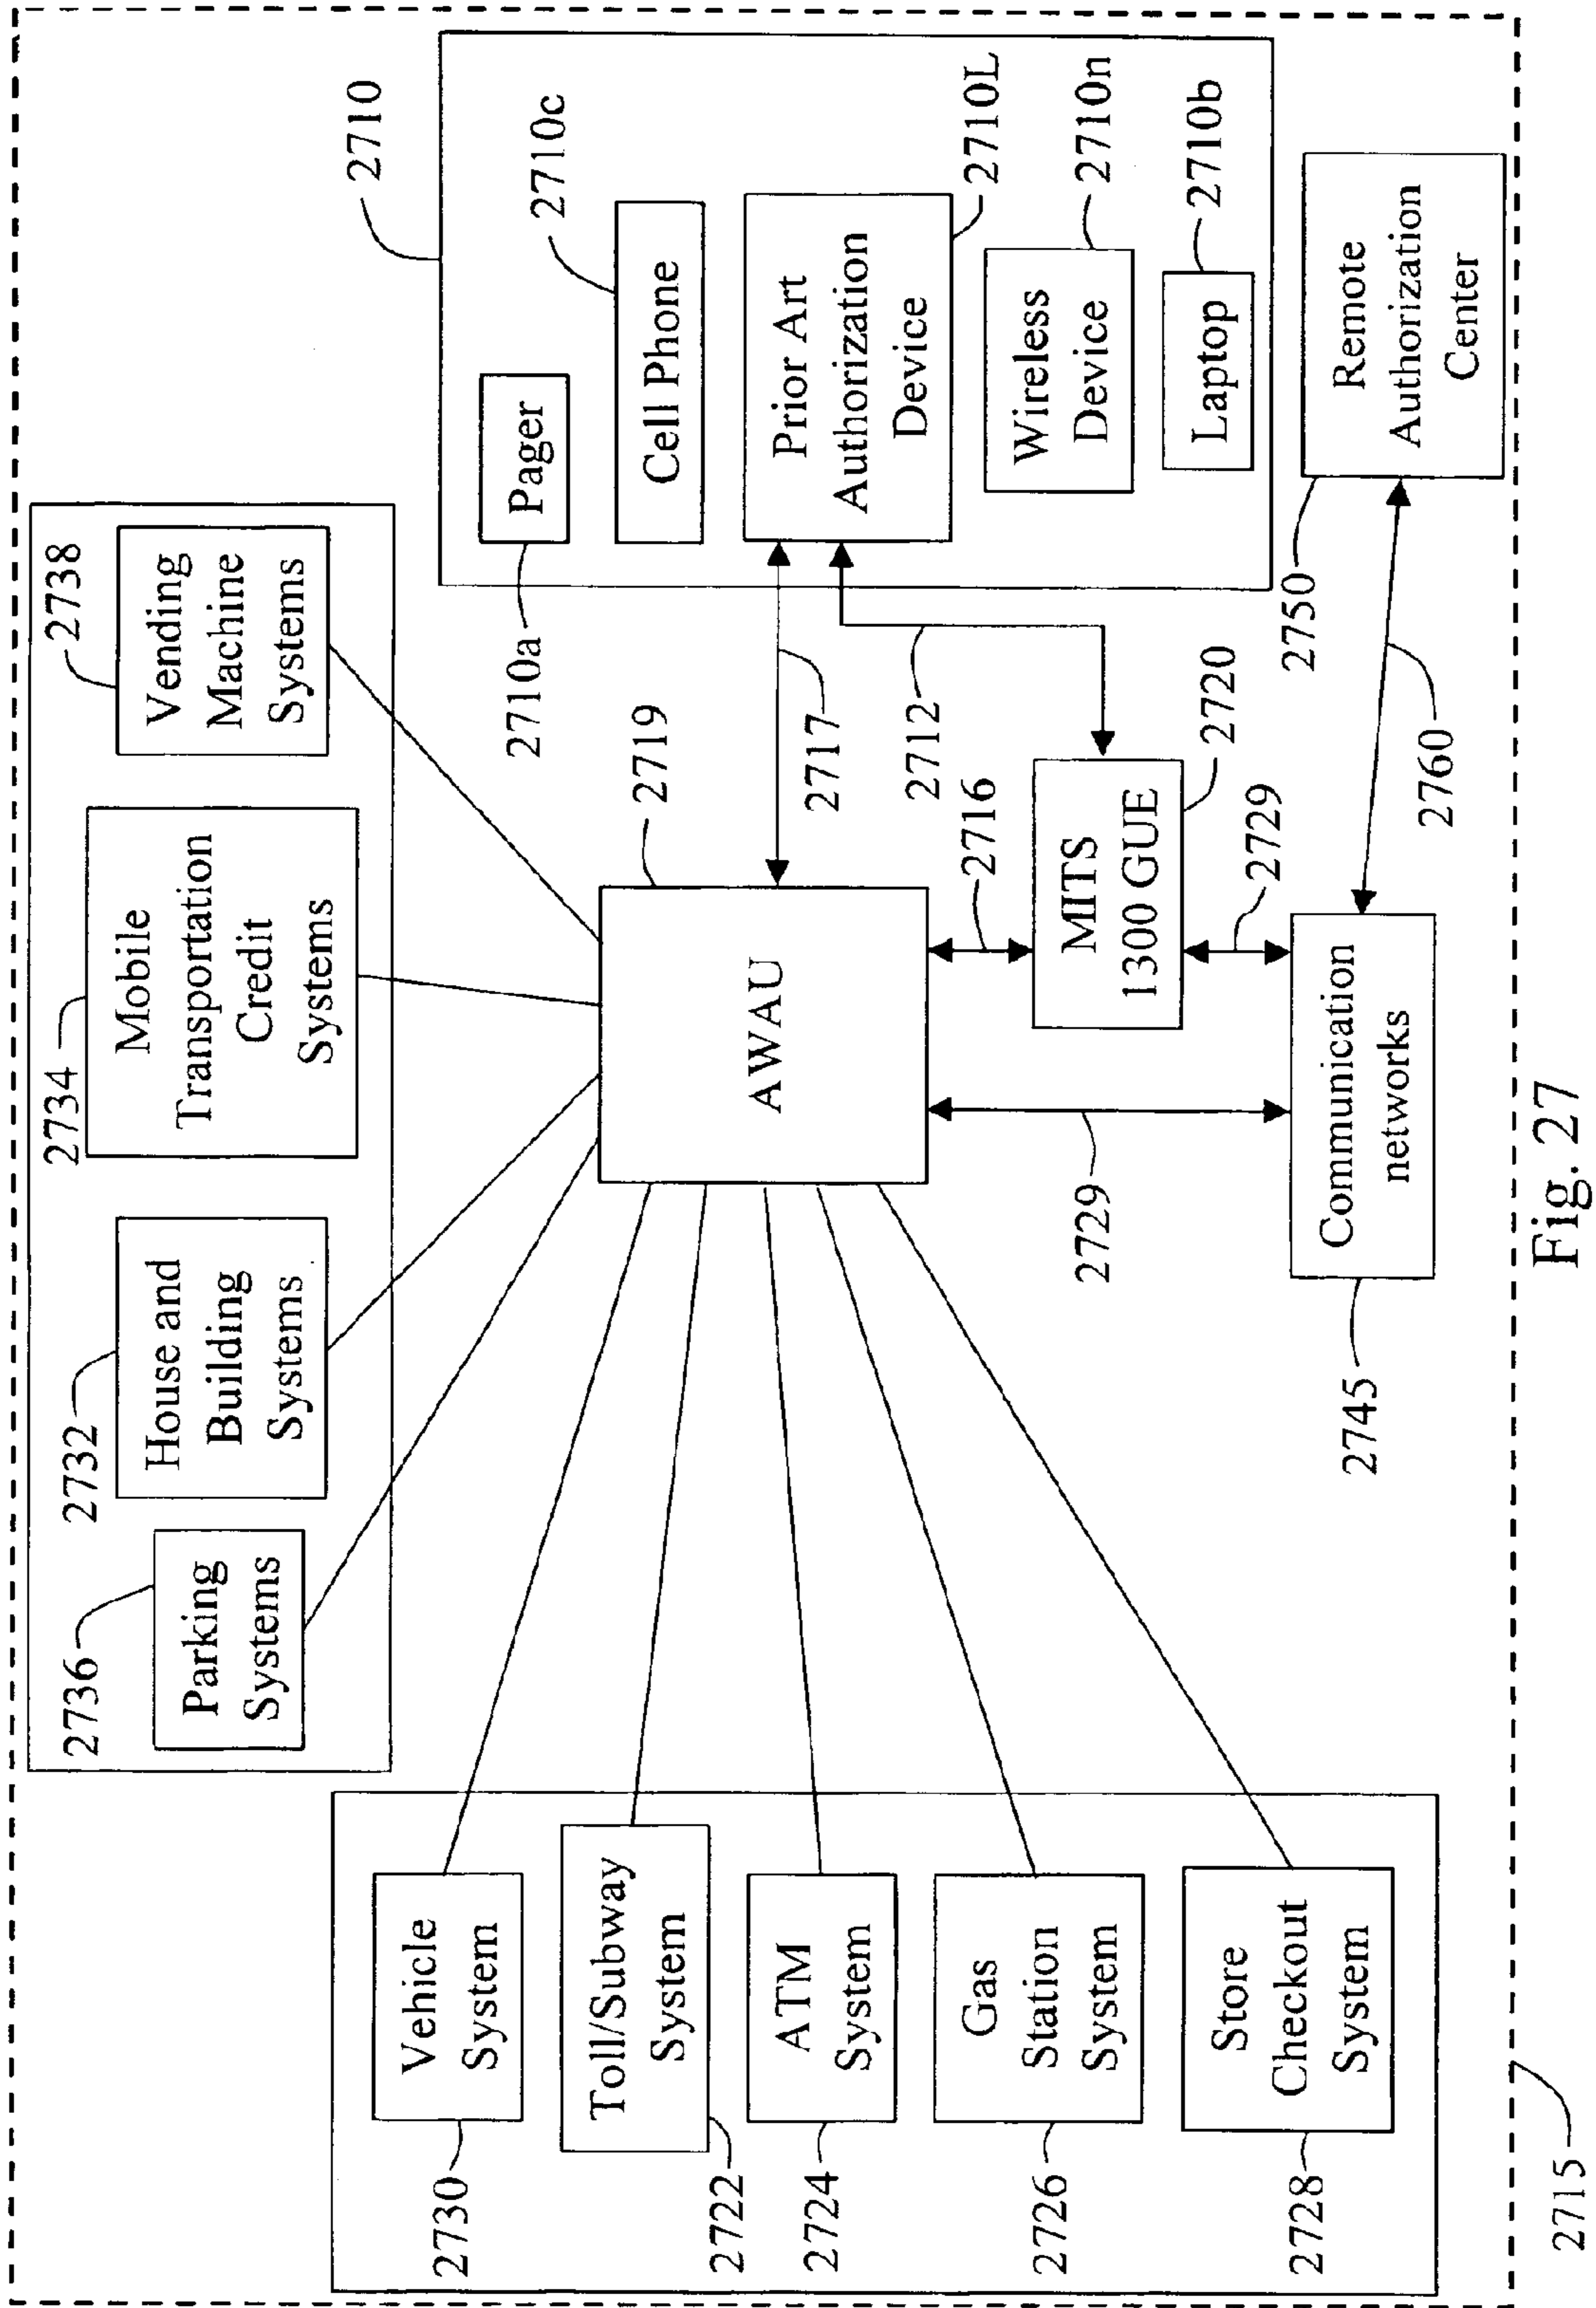 2736
Parking
Systems
2732
House and
Building
Systems
2734
Mobile
Transportation
Credit
Systems
2738
Vending
Machine
Systems
2710
Pager
2710a
2710c
Cell Phone
Prior Art
Authorization
Device
2710L
Wireless
Device
2710n
Laptop
2710b
2719
AWAU
2717
2712
2716
MITS
1300 GUE
2720
2729
2729
Communication
networks
2745
2760
2750
Remote
Authorization
Center
Vehicle
System
2730
Toll/Subway
System
2722
ATM
System
2724
Gas
Station
System
2726
Store
Checkout
System
2728
2715
Fig. 27